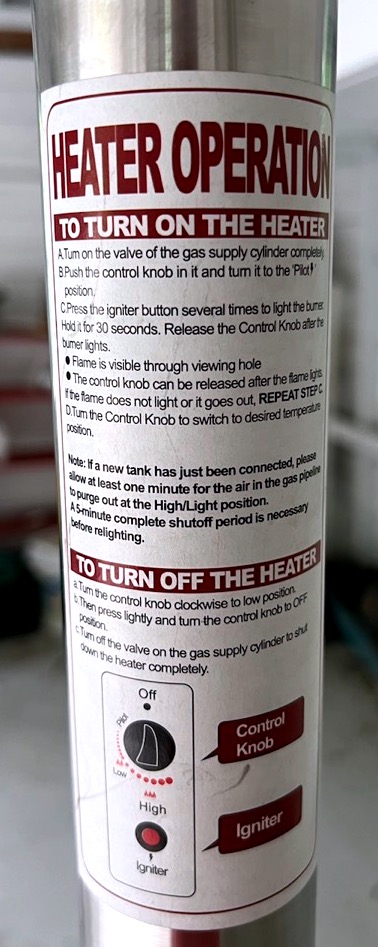 HEATER OPERATION
TO TURN ON THE HEATER
A.Turn on the valve of the gas supply cylinder completely.
B.Push the control knob in it and turn it to the 'Pilot'
position.
C.Press the igniter button several times to light the burner.
Hold it for 30 seconds. Release the Control Knob after the
burner lights.
● Flame is visible through viewing hole
● The control knob can be released after the flame lights.
If the flame does not light or it goes out, REPEAT STEP C.
D.Turn the Control Knob to switch to desired temperature
position.
Note: If a new tank has just been connected, please
allow at least one minute for the air in the gas pipeline
to purge out at the High/Light position.
A 5-minute complete shutoff period is necessary
before relighting.
TO TURN OFF THE HEATER
a.Turn the control knob clockwise to low position.
b.Then press lightly and turn the control knob to OFF
position.
c.Turn off the valve on the gas supply cylinder to shut
down the heater completely.
Off
Pilot
Low
High
Igniter
Control
Knob
Igniter